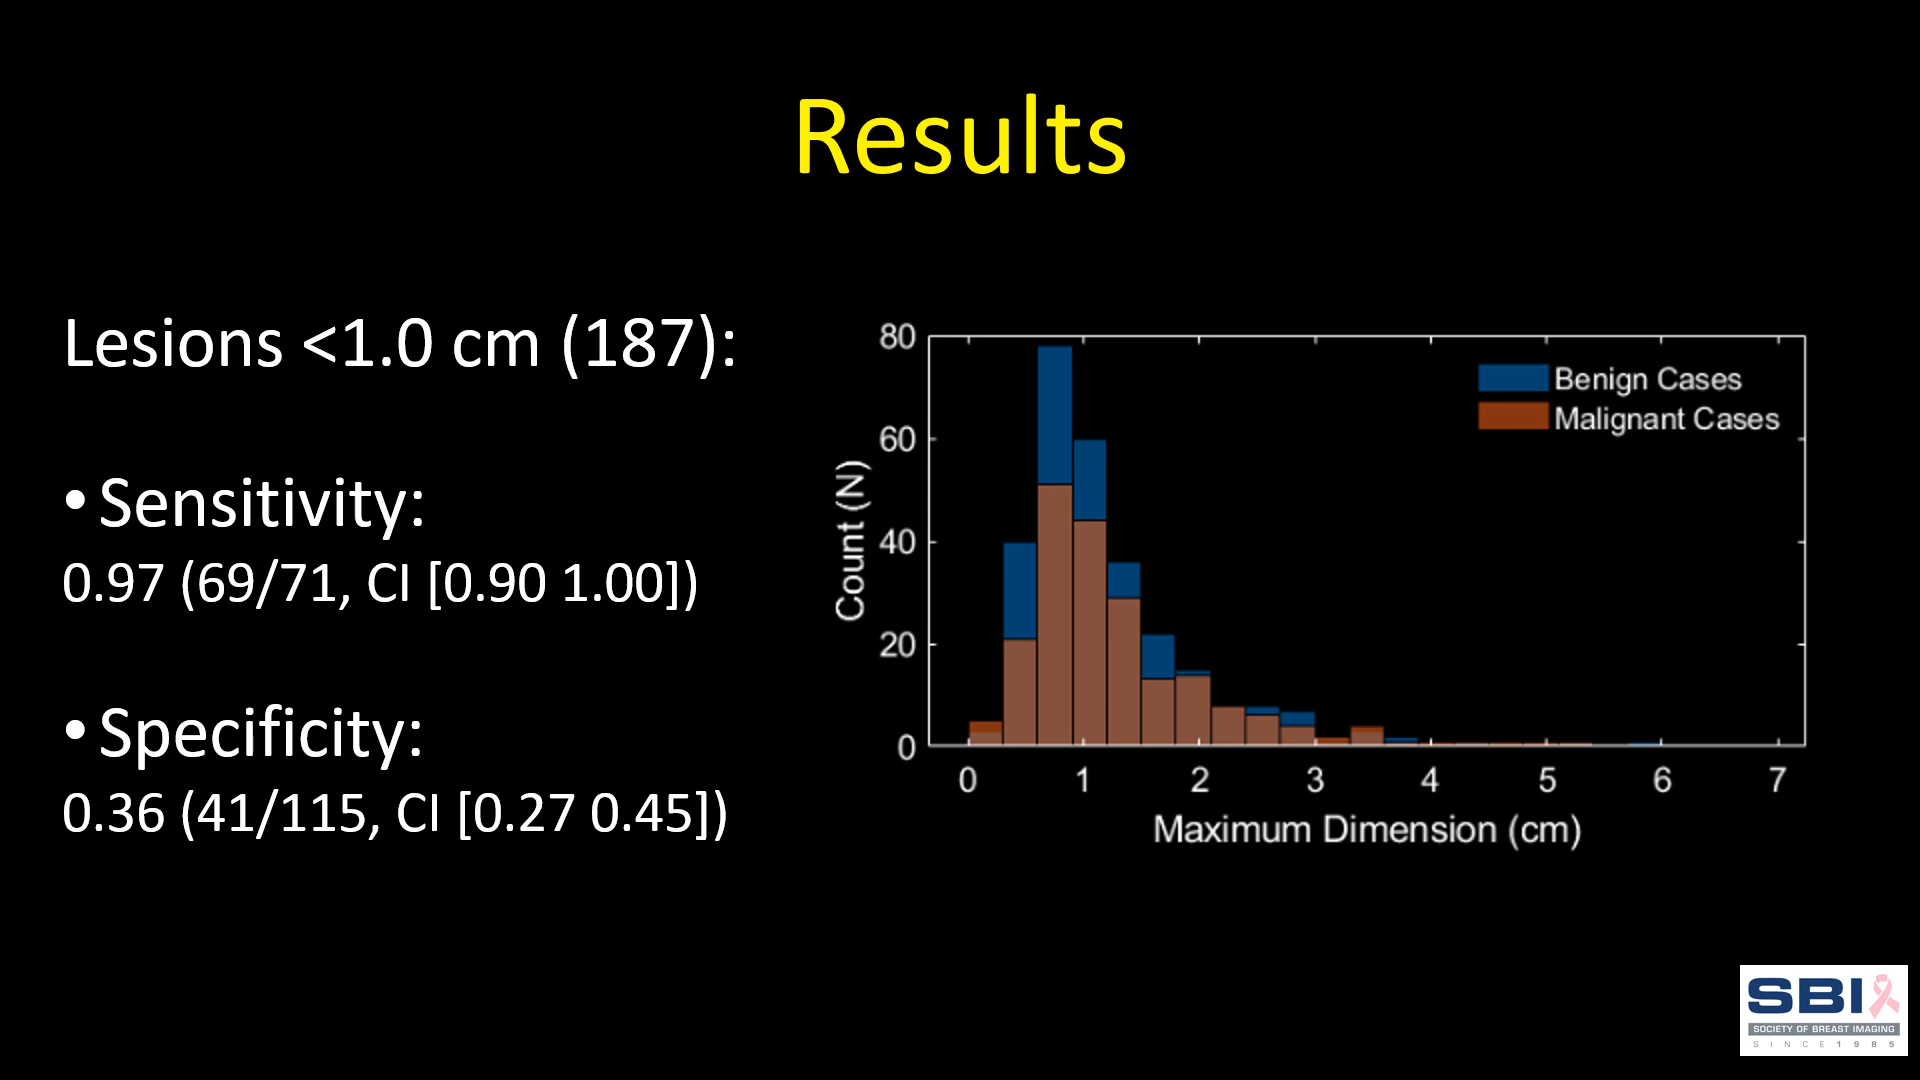 Results
Lesions <1.0 cm (187):
• Sensitivity:
0.97 (69/71, CI [0.90 1.00])
• Specificity:
0.36 (41/115, CI [0.27 0.45])
80
60
40
20
0
Count (N)
Benign Cases
Malignant Cases
0 1 2 3 4 5 6 7
Maximum Dimension (cm)
SBI
SOCIETY OF BREAST IMAGING
SINCE 1985